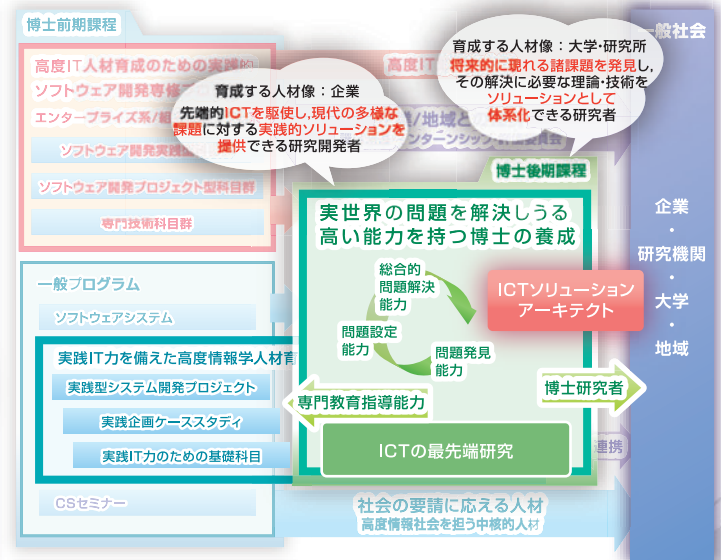 博士前期課程
高度IT人材育成のための実践的
ソフトウェア開発専修プロ
エンタープライズ系/組
ソフトウェア開発実践
ソフトウェア開発プロジェクト型科目群
専門技術科目群
高度IT
育成する人材像：企業
先端的ICTを駆使し,現代の多様な
課題に対する実践的ソリューションを
提供できる研究開発者
育成する人材像：大学・研究所
将来的に現れる諸課題を発見し,
その解決に必要な理論・技術を
ソリューションとして
体系化できる研究者
/地域と
ンターンシップ
委員会
一般社会
企業
・
研究機関
・
大学
・
地域
博士後期課程
実世界の問題を解決しうる
高い能力を持つ博士の養成
総合的
問題解決
能力
問題設定
能力
問題発見
能力
ICTソリューション
アーキテクト
専門教育指導能力
博士研究者
ICTの最先端研究
連携
一般プログラム
ソフトウェアシステム
実践IT力を備えた高度情報学人材育
実践型システム開発プロジェクト
実践企画ケーススタディ
実践IT力のための基礎科目
CSセミナー
社会の要請に応える人材
高度情報社会を担う中核的人材